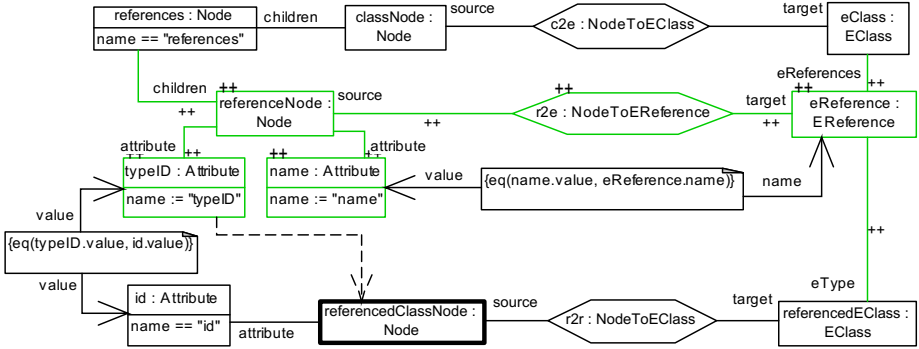 references : Node
name == "references"
children
classNode :
Node
source
c2e : NodeToEClass
target
eClass :
EClass
children
++
++
referenceNode :
Node
source
++
++
r2e : NodeToEReference
target
++
eReferences
++
++
eReference :
EReference
attribute
++
++
typeID : Attribute
name := "typeID"
++
attribute
++
name : Attribute
name := "name"
value
{eq(name.value, eReference.name)}
name
value
{eq(typeID.value, id.value)}
value
++
eType
id : Attribute
name == "id"
attribute
referencedClassNode :
Node
source
r2r : NodeToEClass
target
referencedEClass :
EClass